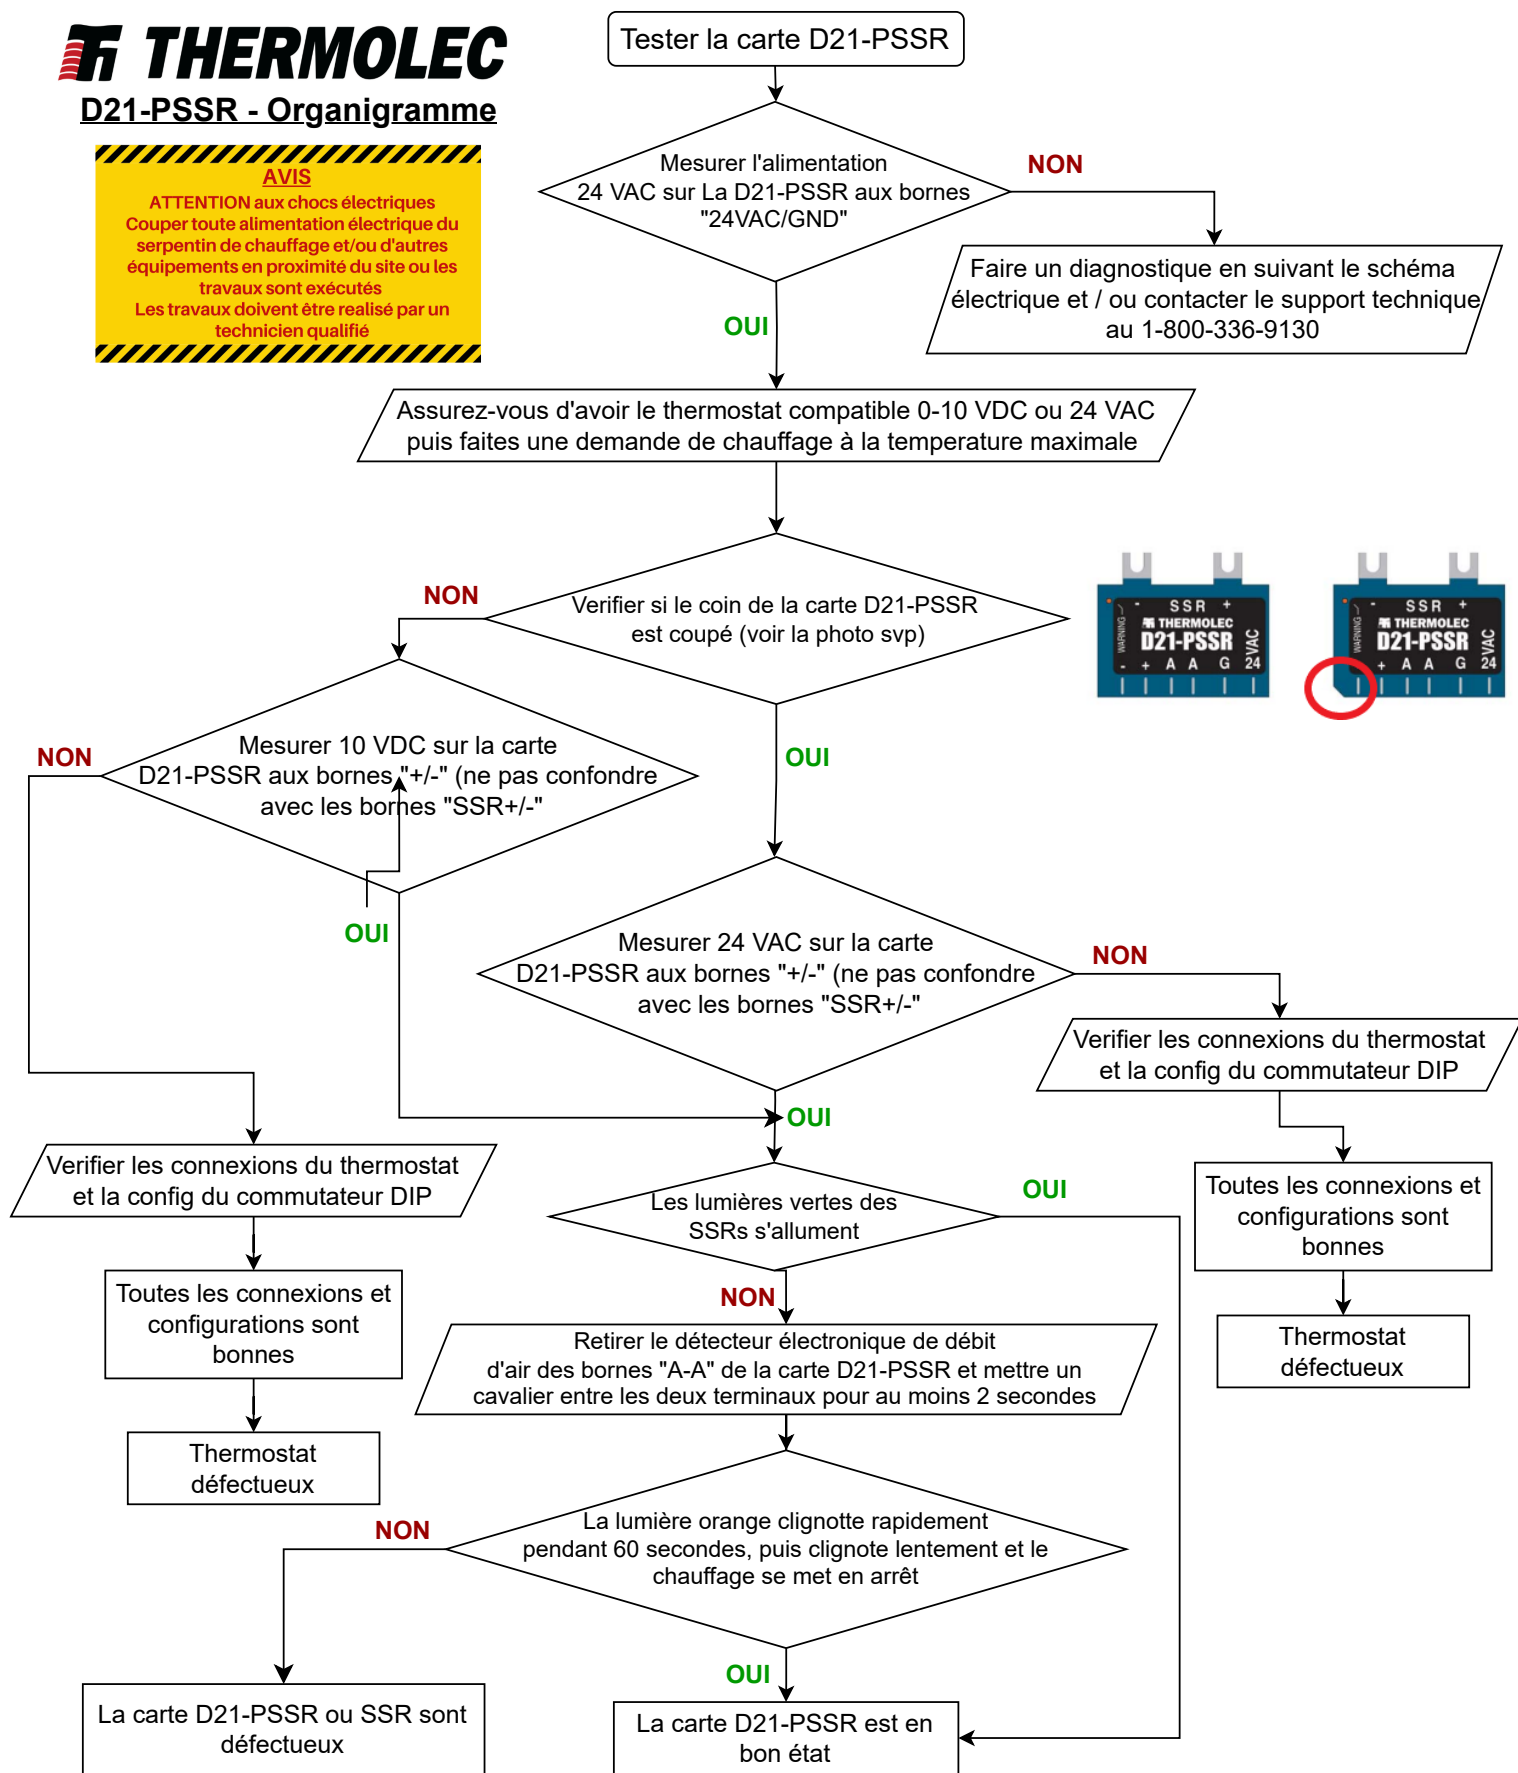 THERMOLEC
D21-PSSR - Organigramme
AVIS
ATTENTION aux chocs électriques
Couper toute alimentation électrique du
serpentin de chauffage et/ou d'autres
équipements en proximité du site ou les
travaux sont exécutés
Les travaux doivent être realisé par un
technicien qualifié
Tester la carte D21-PSSR
Mesurer l'alimentation
24 VAC sur La D21-PSSR aux bornes
"24VAC/GND"
NON
Faire un diagnostique en suivant le schéma
électrique et / ou contacter le support technique
au 1-800-336-9130
OUI
Assurez-vous d'avoir le thermostat compatible 0-10 VDC ou 24 VAC
puis faites une demande de chauffage à la temperature maximale
NON
Verifier si le coin de la carte D21-PSSR
est coupé (voir la photo svp)
- SSR +
WARNING
THERMOLEC
D21-PSSR
- + A A G 24
VAC
- SSR +
WARNING
THERMOLEC
D21-PSSR
+ A A G 24
VAC
NON
Mesurer 10 VDC sur la carte
D21-PSSR aux bornes "+/-" (ne pas confondre
avec les bornes "SSR+/-"
OUI
OUI
Mesurer 24 VAC sur la carte
D21-PSSR aux bornes "+/-" (ne pas confondre
avec les bornes "SSR+/-"
NON
Verifier les connexions du thermostat
et la config du commutateur DIP
OUI
Verifier les connexions du thermostat
et la config du commutateur DIP
Les lumières vertes des
SSRs s'allument
OUI
Toutes les connexions et
configurations sont
bonnes
Toutes les connexions et
configurations sont
bonnes
NON
Thermostat
défectueux
Retirer le détecteur électronique de débit
d'air des bornes "A-A" de la carte D21-PSSR et mettre un
cavalier entre les deux terminaux pour au moins 2 secondes
Thermostat
défectueux
NON
La lumière orange clignotte rapidement
pendant 60 secondes, puis clignote lentement et le
chauffage se met en arrêt
OUI
La carte D21-PSSR ou SSR sont
défectueux
La carte D21-PSSR est en
bon état